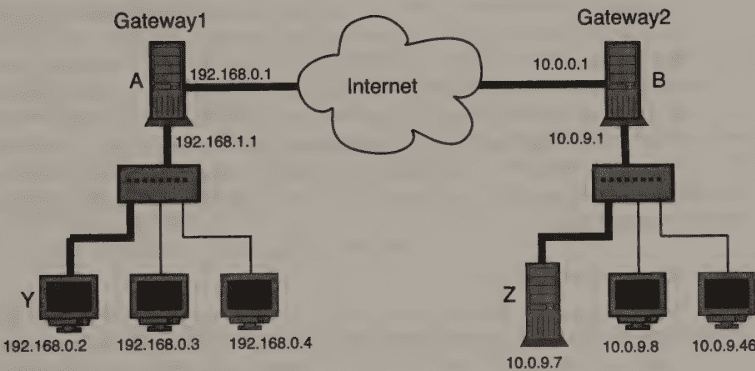 Gateway1
Gateway2
A
192.168.0.1
Internet
10.0.0.1
B
192.168.1.1
10.0.9.1
Y
Z
192.168.0.2
192.168.0.3
192.168.0.4
10.0.9.7
10.0.9.8
10.0.9.46